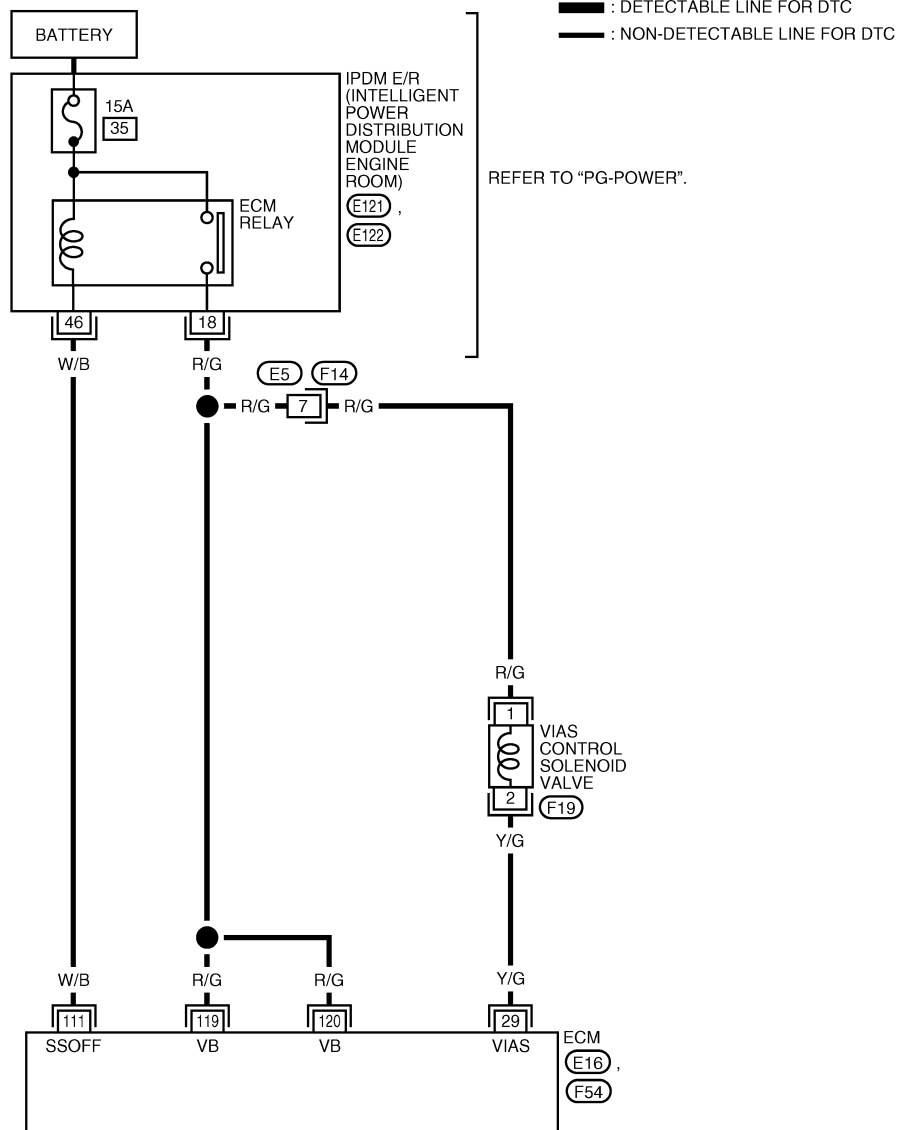 : DETECTABLE LINE FOR DTC
: NON-DETECTABLE LINE FOR DTC
BATTERY
15A
35
IPDM E/R
(INTELLIGENT
POWER
DISTRIBUTION
MODULE
ENGINE
ROOM)
E121 ,
E122
REFER TO “PG-POWER”.
ECM
RELAY
46
18
W/B
R/G
E5
F14
R/G
7
R/G
R/G
1
VIAS
CONTROL
SOLENOID
VALVE
2
F19
Y/G
W/B
R/G
R/G
Y/G
111
119
120
29
SSOFF
VB
VB
VIAS
ECM
E16 ,
F54